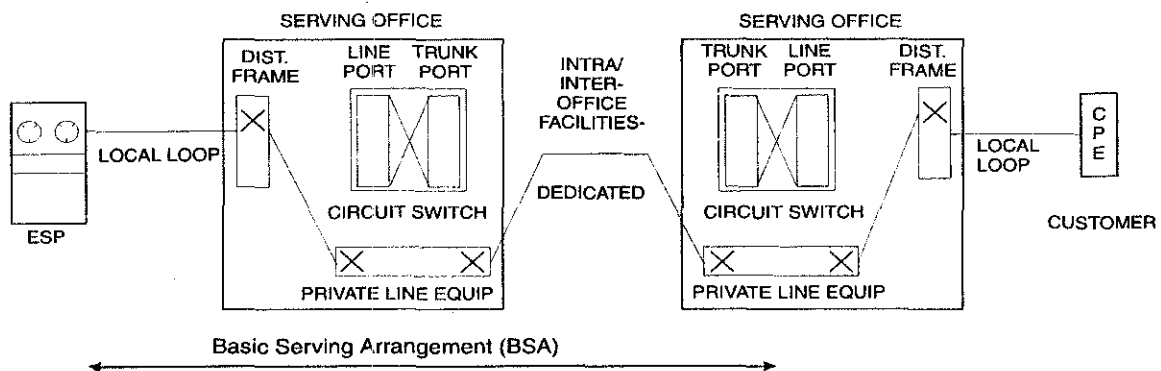 SERVING OFFICE
DIST.
FRAME
LINE
PORT
TRUNK
PORT
LOCAL LOOP
ESP
CIRCUIT SWITCH
PRIVATE LINE EQUIP
INTRA/
INTER-
OFFICE
FACILITIES-
DEDICATED
SERVING OFFICE
TRUNK
PORT
LINE
PORT
DIST.
FRAME
CIRCUIT SWITCH
PRIVATE LINE EQUIP
LOCAL
LOOP
C
P
E
CUSTOMER
Basic Serving Arrangement (BSA)